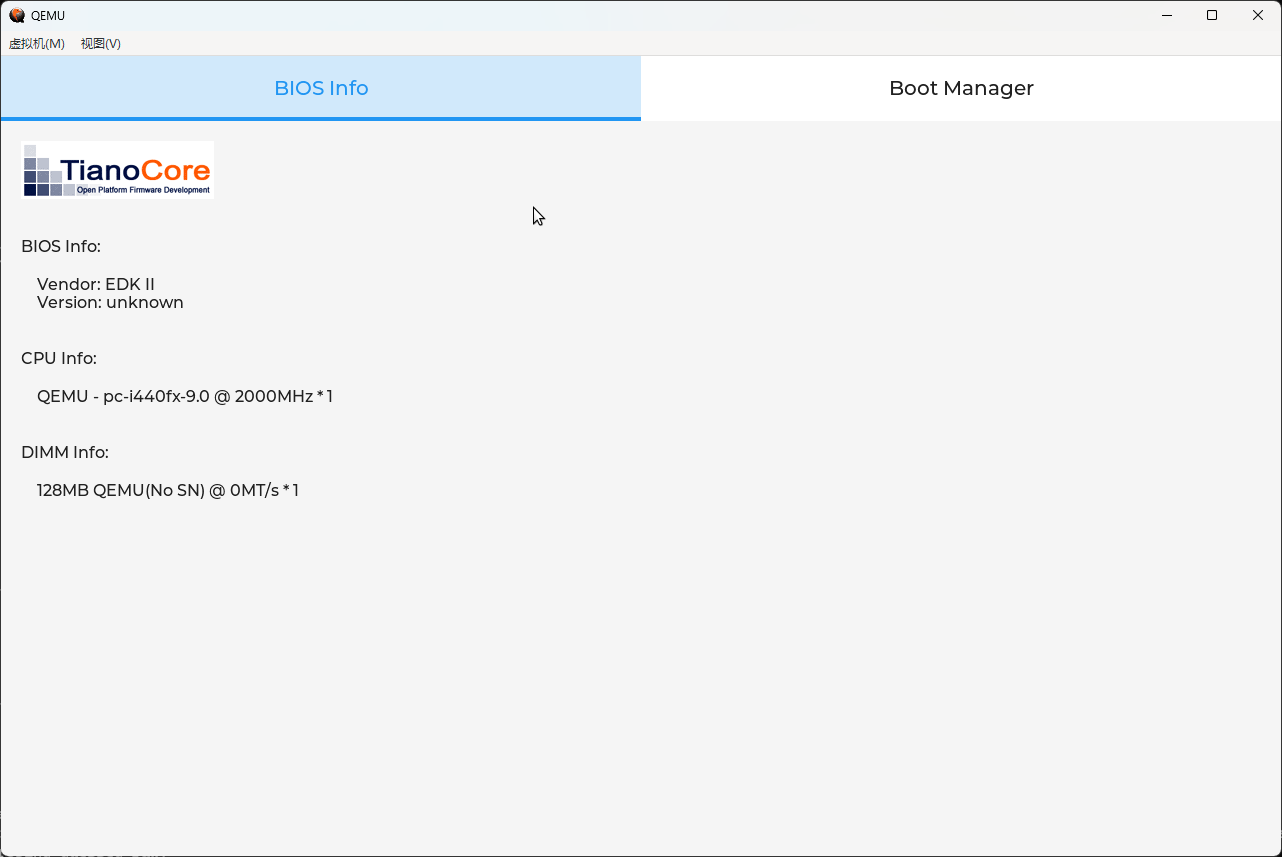 QEMU
虚拟机(M) 视图(V)
BIOS Info
Boot Manager
TianoCore
Open Platform Firmware Development
BIOS Info:
Vendor: EDK II
Version: unknown
CPU Info:
QEMU - pc-i440fx-9.0 @ 2000MHz * 1
DIMM Info:
128MB QEMU(No SN) @ 0MT/s * 1